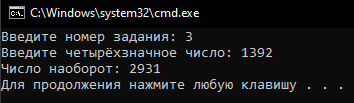 C:\Windows\system32\cmd.exe
Введите номер задания: 3
Введите четырёхзначное число: 1392
Число наоборот: 2931
Для продолжения нажмите любую клавишу . . .